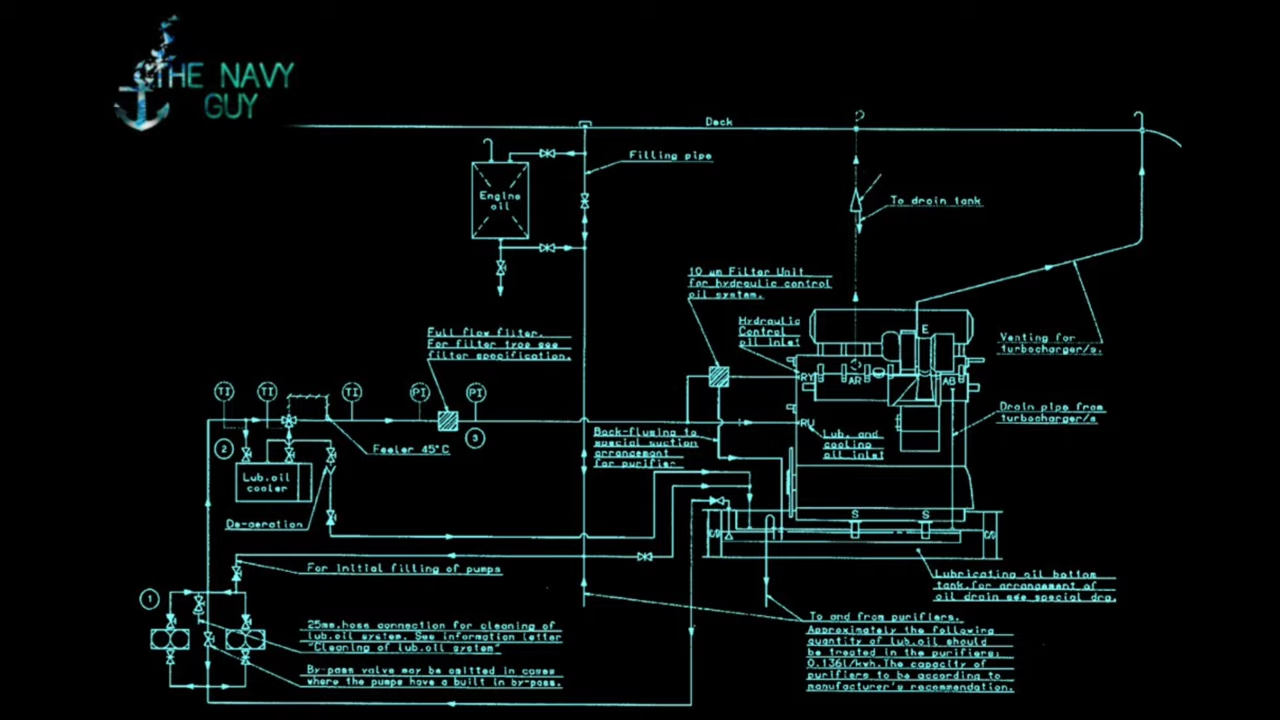 THE NAVY
GUY
Deck
Filling pipe
Engine
oil
To drain tank
10 µm Filter Unit
for hydraulic control
oil system.
Hydraulic
Control
oil inlet
E
Venting for
turbocharger/s.
Full flow filter.
For filter type see
filter specification.
RY
AR
AB
TI
TI
TI
PI
PI
Drain pipe from
turbocharger/s
RU
Lub. and
cooling
oil inlet
Back-flushing to
special suction
arrangement
for purifier
2
3
Feeler 45°C
Lub.oil
cooler
De-aeration
S
S
For initial filling of pumps
Lubricating oil bottom
tank.for arrangement of
oil drain see special drg.
1
25mm.hose connection for cleaning of
lub.oil system. See information letter
"Cleaning of lub.oil system"
By-pass valve may be omitted in cases
where the pumps have a built in by-pass.
To and from purifiers.
Approximately the following
quantity of lub.oil should
be treated in the purifiers:
0.136l/kwh.The capacity of
purifiers to be according to
manufacturer's recommendation.